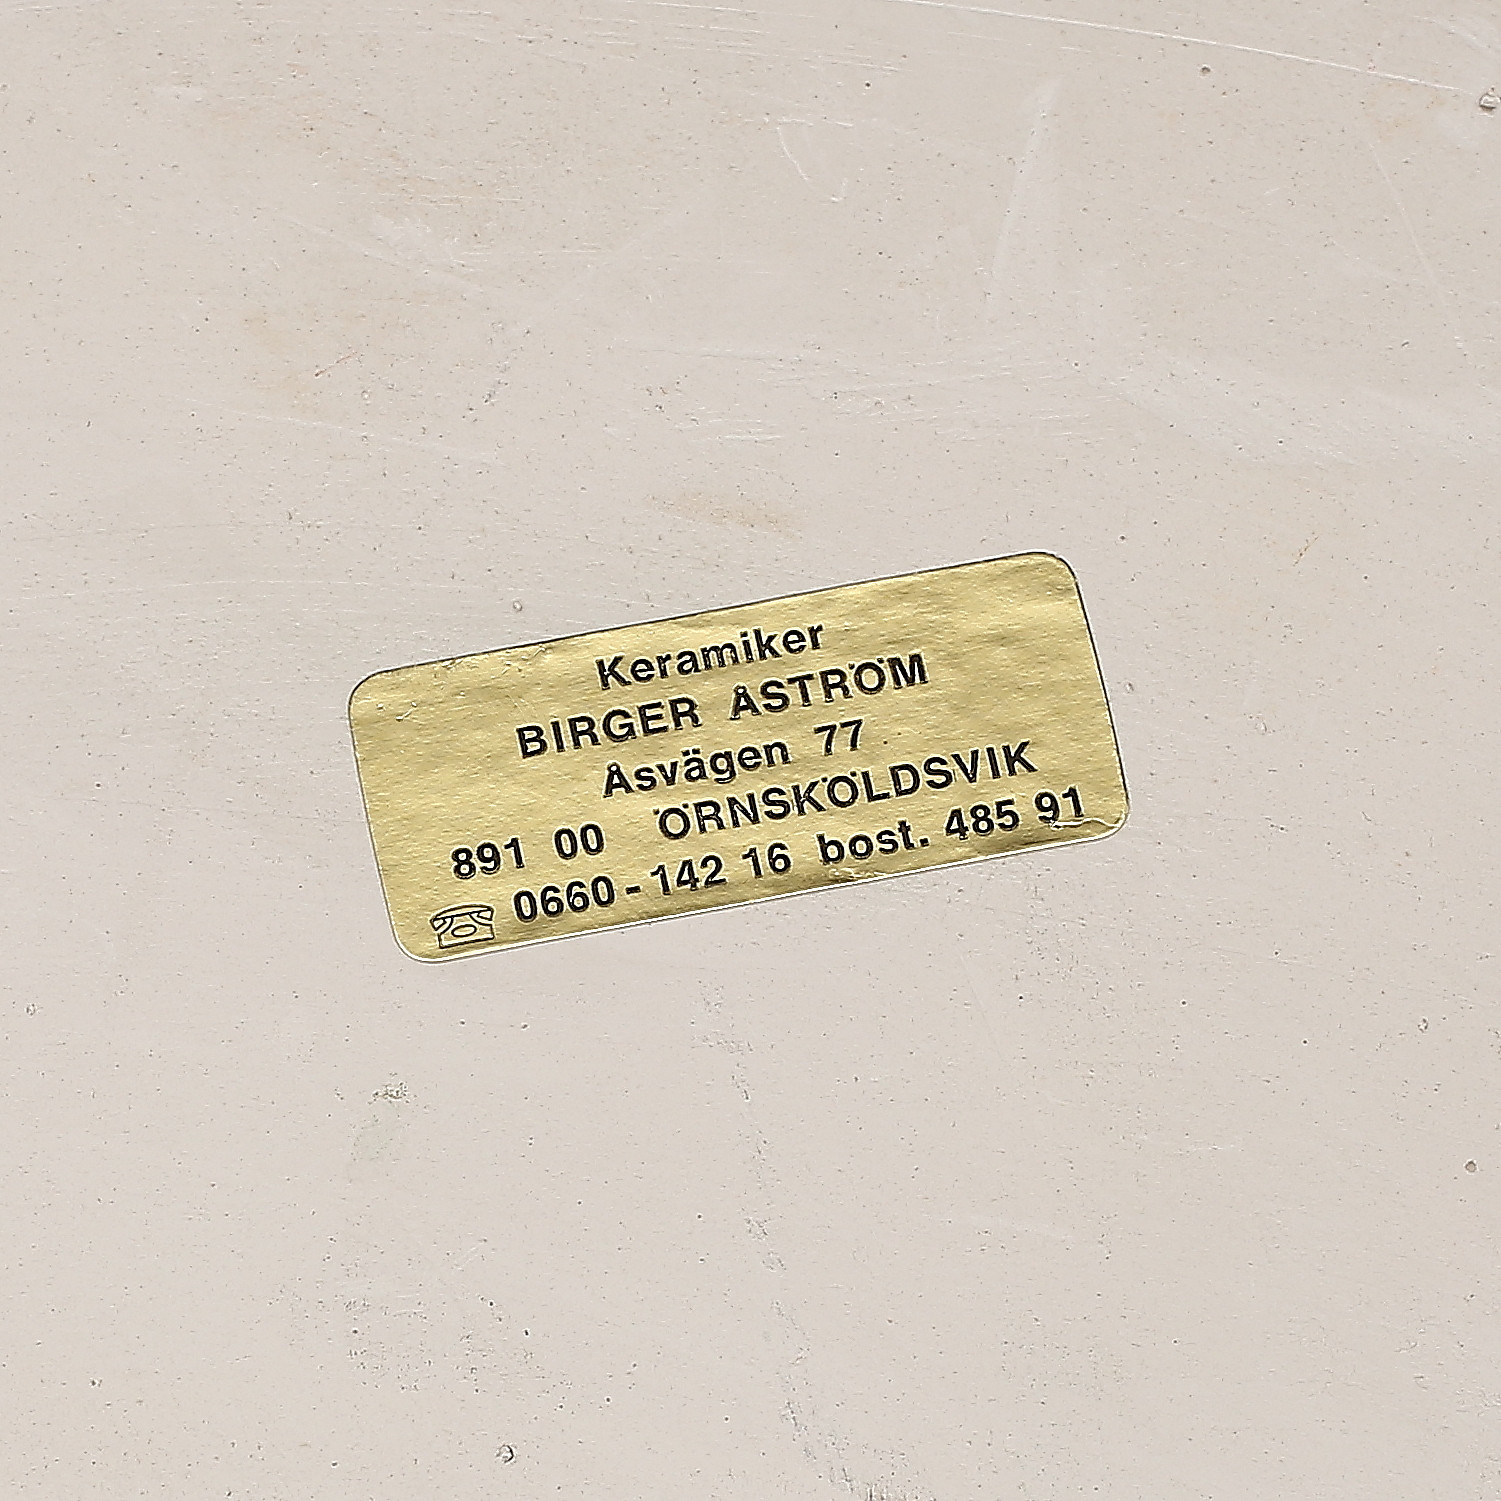 Keramiker
BIRGER ÅSTRÖM
Åsvägen 77
891 00 ÖRNSKÖLDSVIK
0660-142 16 bost. 485 91